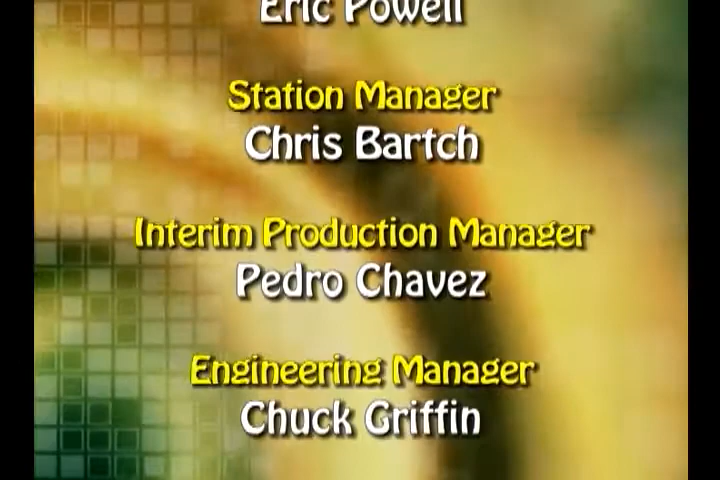 Eric Powell
Station Manager
Chris Bartch
Interim Production Manager
Pedro Chavez
Engineering Manager
Chuck Griffin